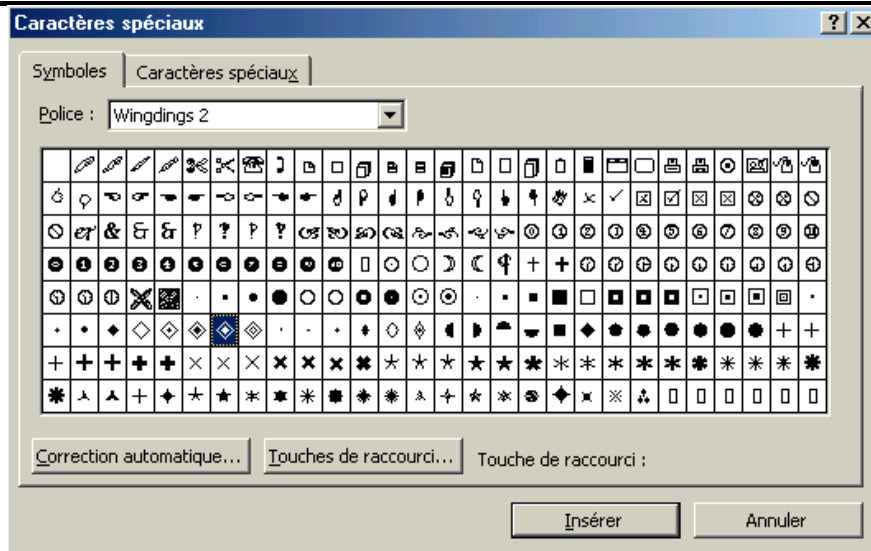 Caractères spéciaux
Symboles Caractères spéciaux
Police : Wingdings 2
Correction automatique... Touches de raccourci... Touche de raccourci :
Insérer Annuler